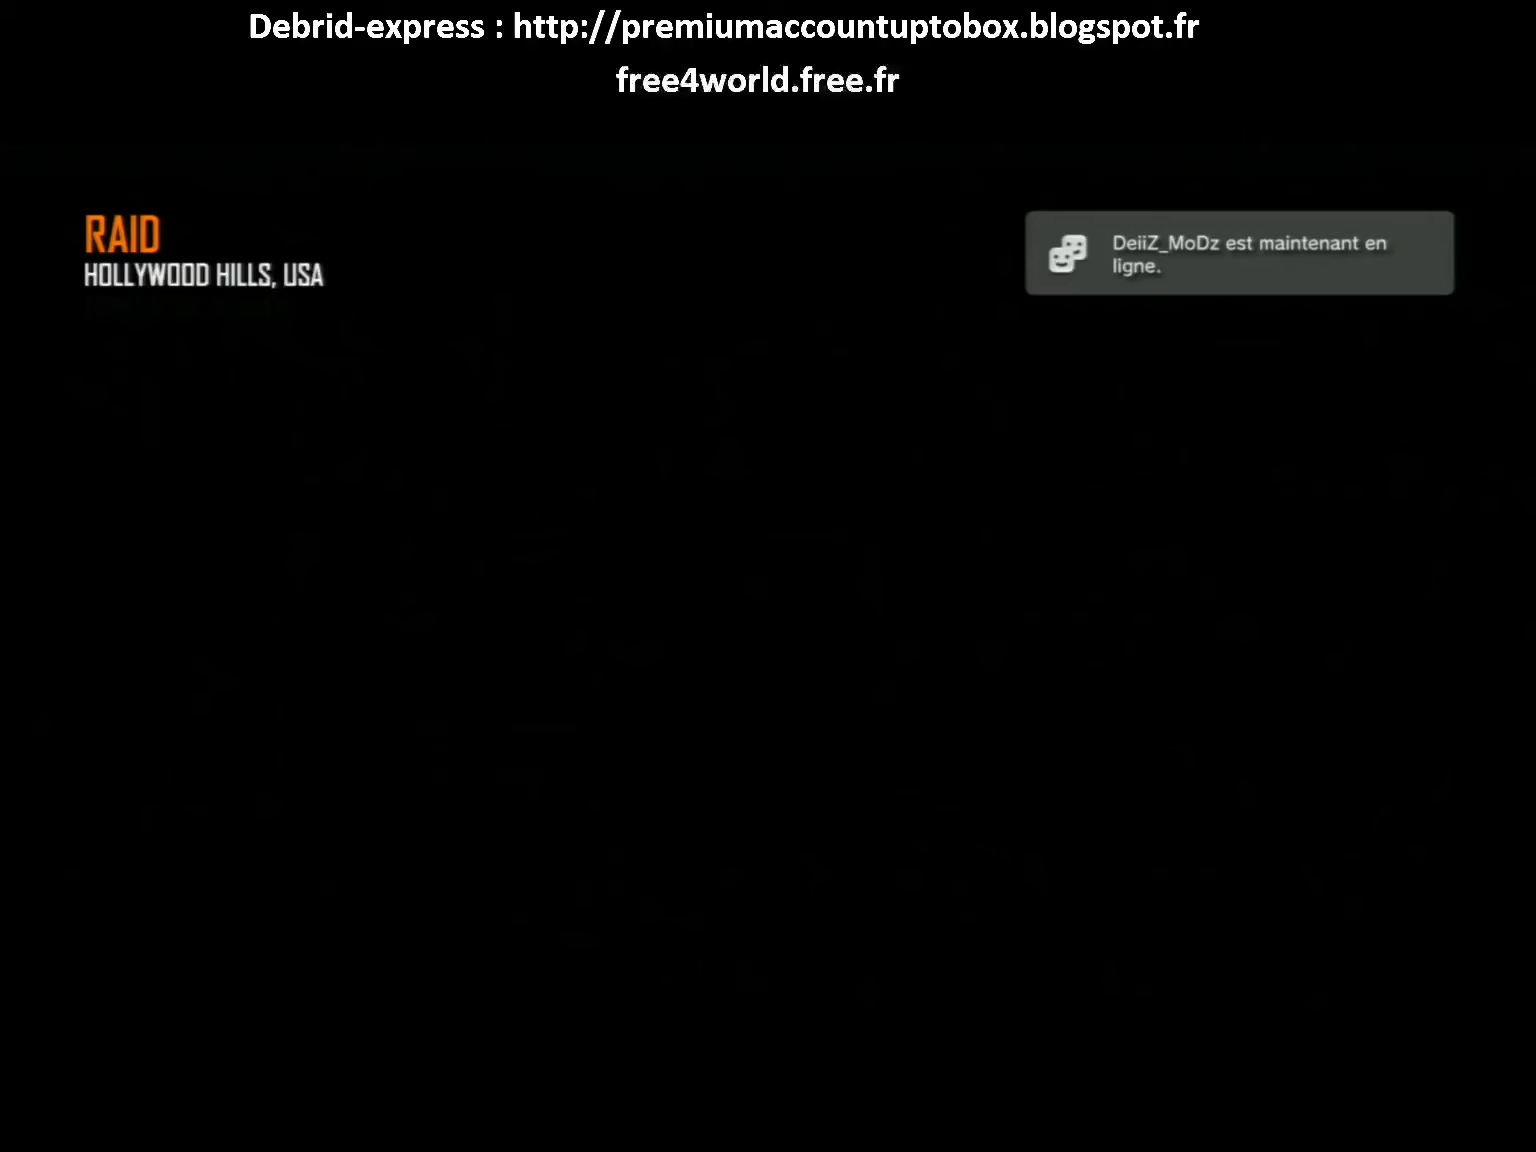 Debrid-express : http://premiumaccountuptobox.blogspot.fr
free4world.free.fr
RAID
HOLLYWOOD HILLS, USA
DeiiZ_MoDz est maintenant en
ligne.